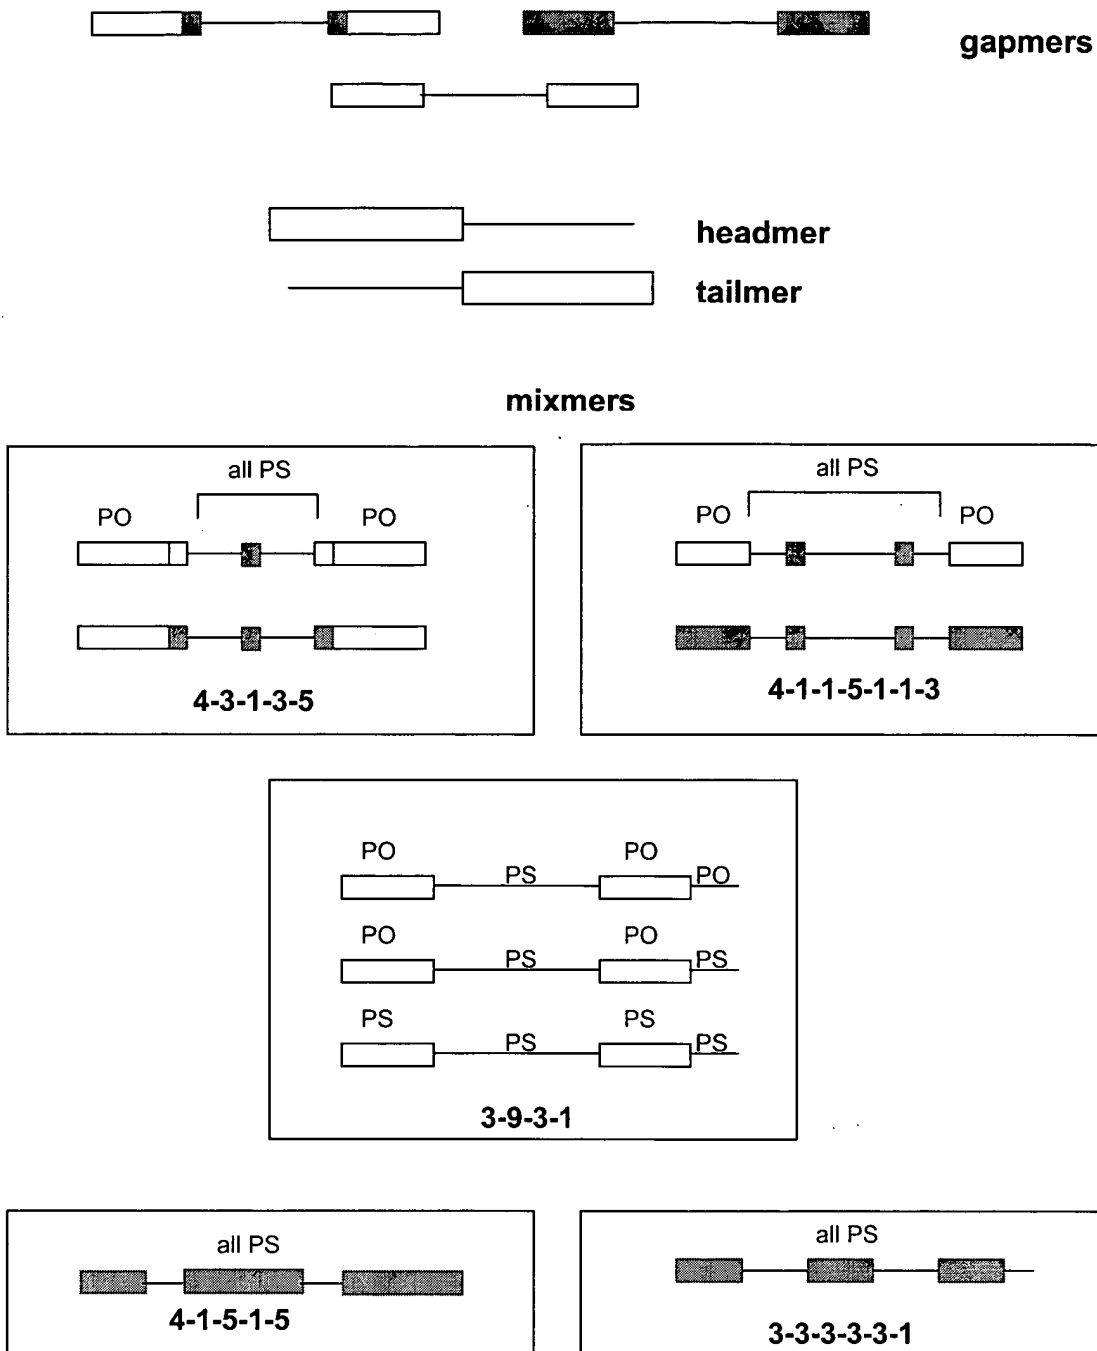 gapmers
headmer
tailmer
mixmers
all PS
PO PO
4-3-1-3-5
all PS
PO PO
4-1-1-5-1-1-3
PO PS PO PO
PO PS PO PS
PS PS PS PS
3-9-3-1
all PS
4-1-5-1-5
all PS
3-3-3-3-3-1